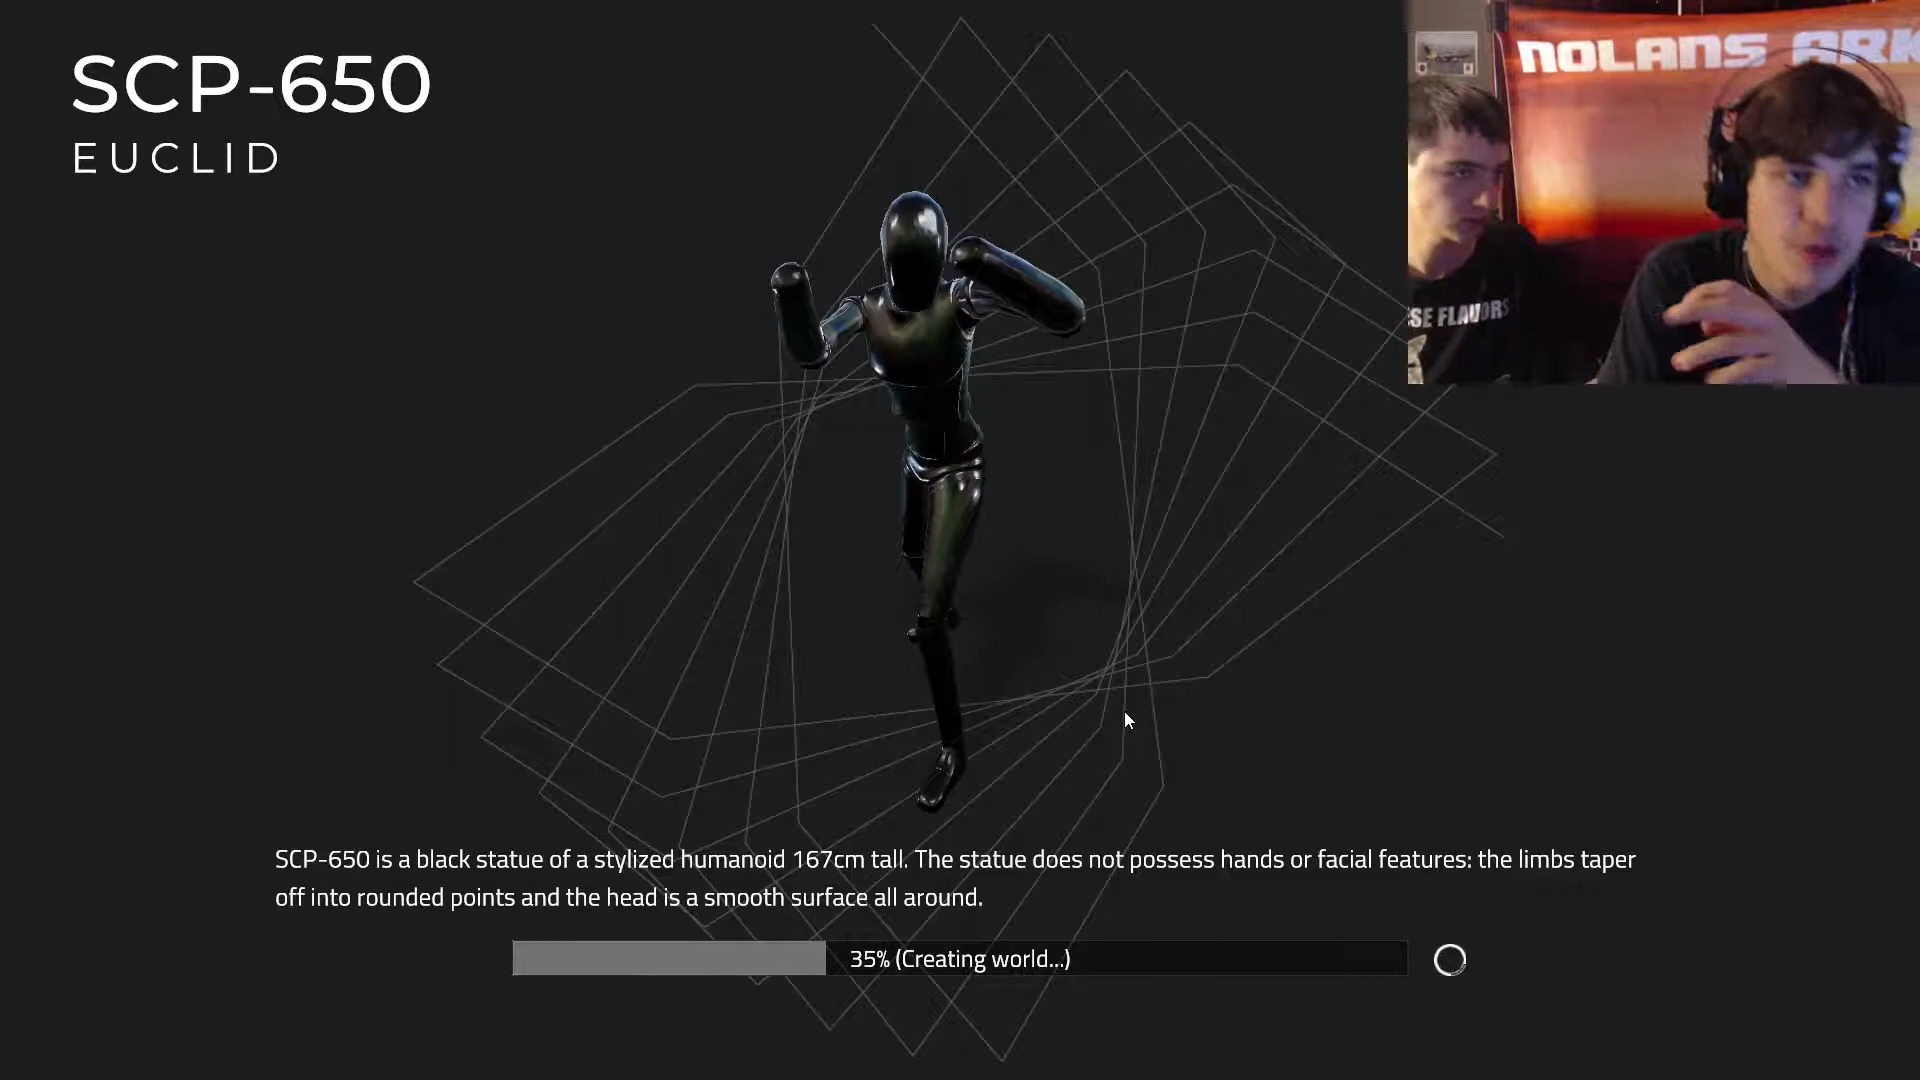 SCP-650
EUCLID
NOLANS ARK
SE FLAVORS
SCP-650 is a black statue of a stylized humanoid 167cm tall. The statue does not possess hands or facial features: the limbs taper
off into rounded points and the head is a smooth surface all around.
35% (Creating world...)